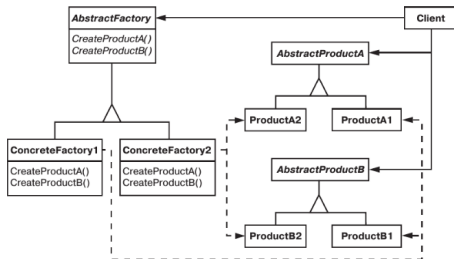 AbstractFactory
CreateProductA()
CreateProductB()
Client
AbstractProductA
ProductA2
ProductA1
ConcreteFactory1
CreateProductA()
CreateProductB()
ConcreteFactory2
CreateProductA()
CreateProductB()
AbstractProductB
ProductB2
ProductB1